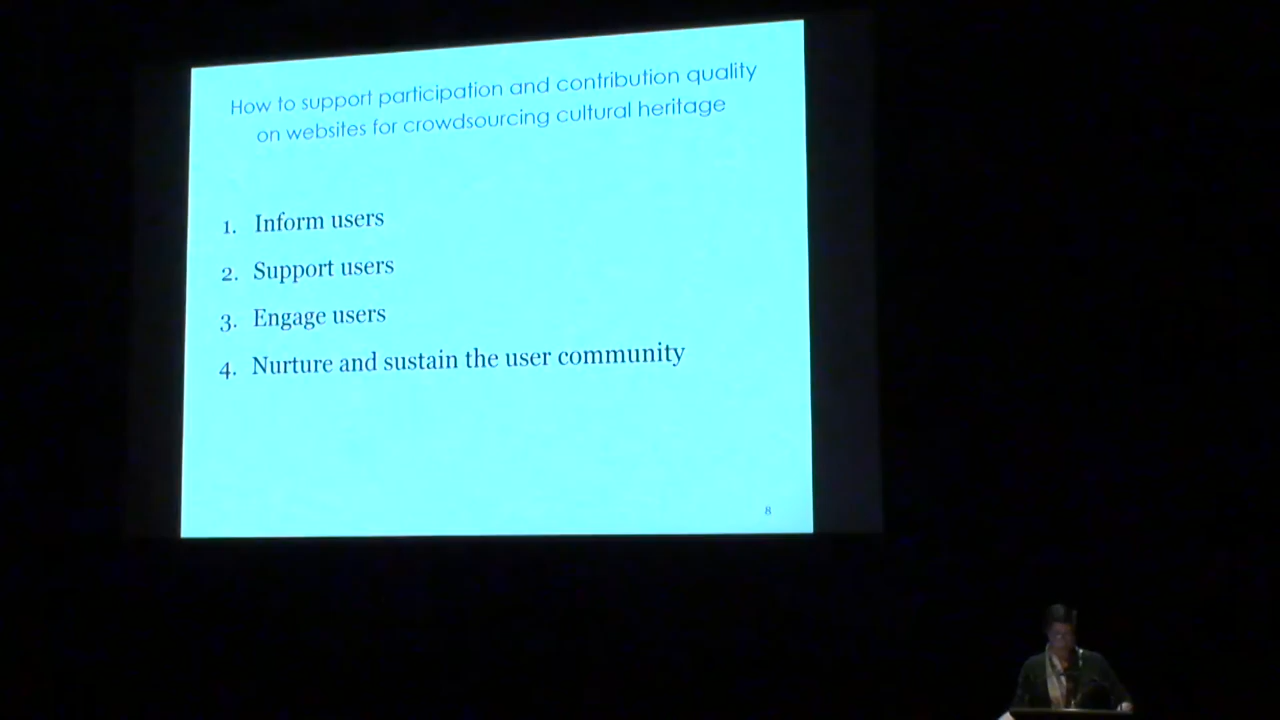 How to support participation and contribution quality
on websites for crowdsourcing cultural heritage
1. Inform users
2. Support users
3. Engage users
4. Nurture and sustain the user community
8